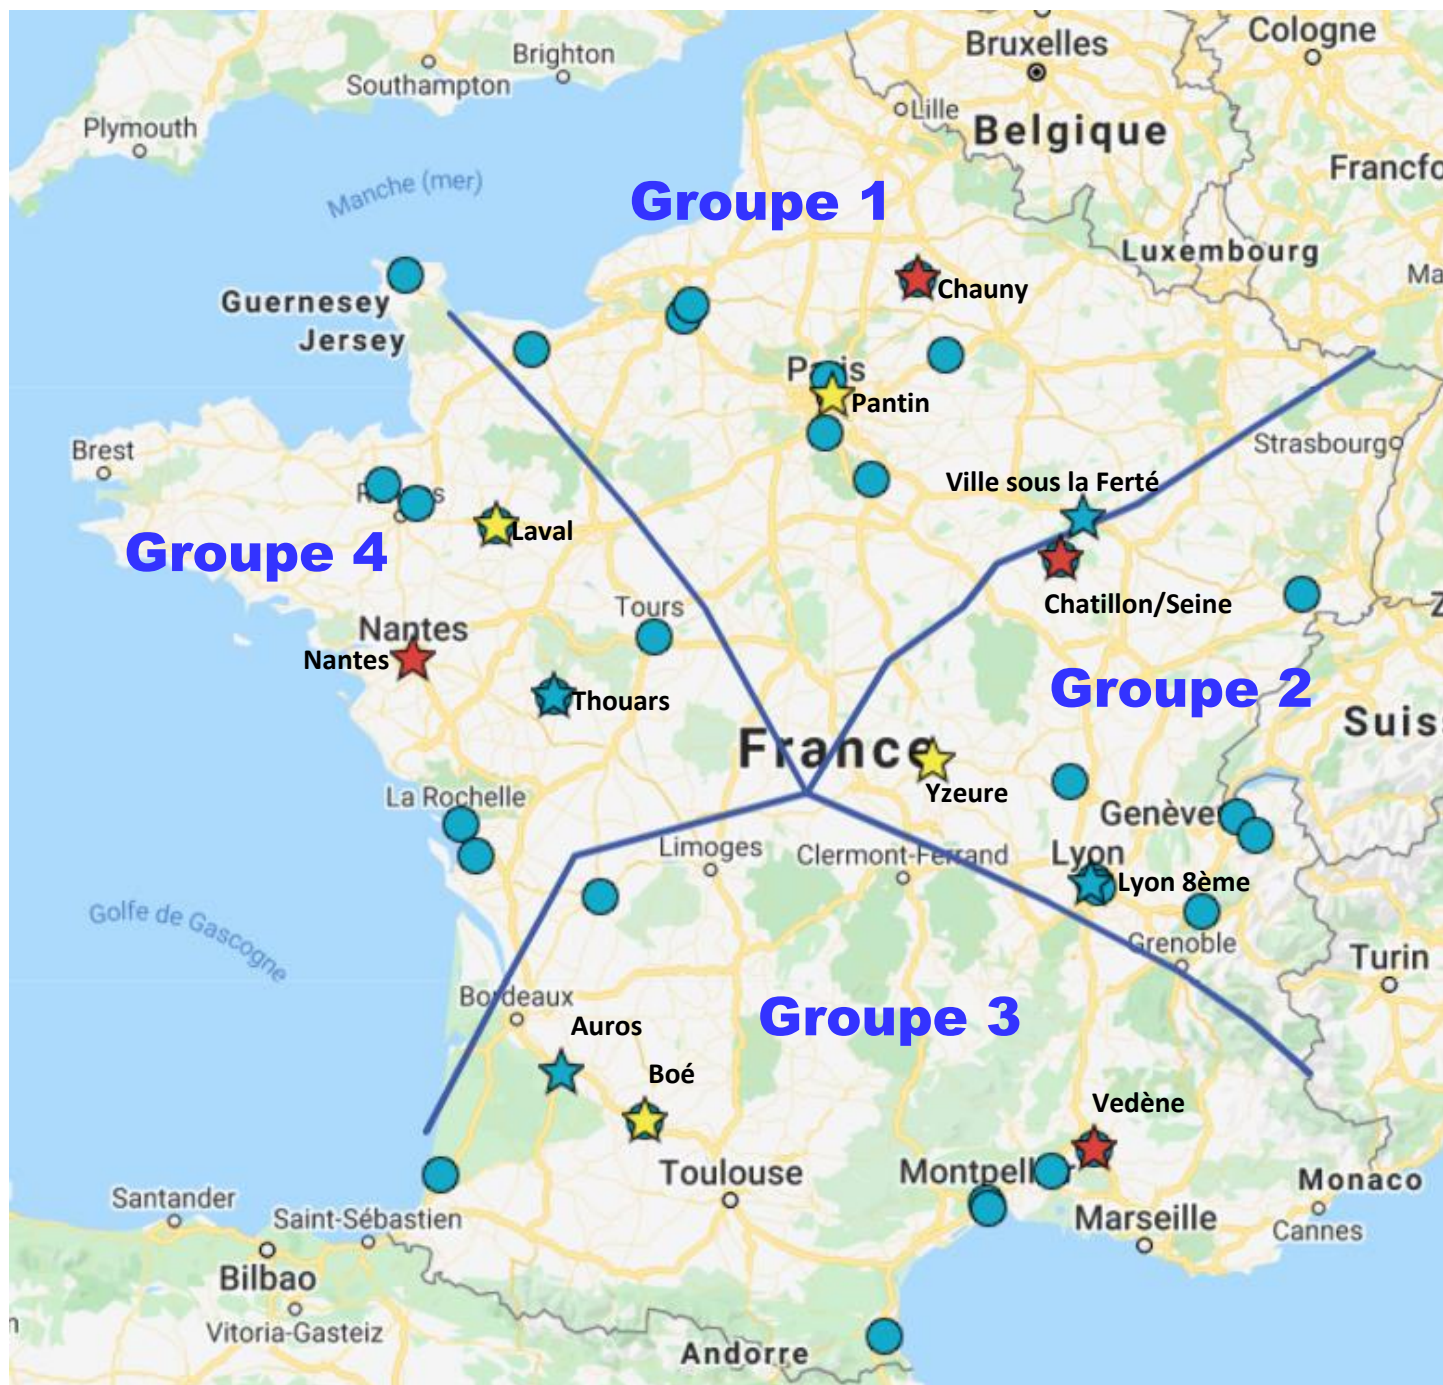 Bruxelles
Cologne
Brighton
Southampton
Lille
Plymouth
Belgique
Francfo
Manche (mer)
Groupe 1
Luxembourg
Ma
Chauny
Guernesey
Jersey
Paris
Pantin
Brest
Strasbourg
Ville sous la Ferté
Laval
Groupe 4
Tours
Chatillon/Seine
Z
Nantes
Nantes
Groupe 2
Thouars
Suis
France
Yzeure
La Rochelle
Genève
Limoges
Clermont-Ferrand
Lyon
Lyon 8ème
Golfe de Gascogne
Grenoble
Turin
Bordeaux
Groupe 3
Auros
Boé
Vedène
Toulouse
Montpell
r
Monaco
Santander
Saint-Sébastien
Marseille
Cannes
Bilbao
n
Vitoria-Gasteiz
Andorre